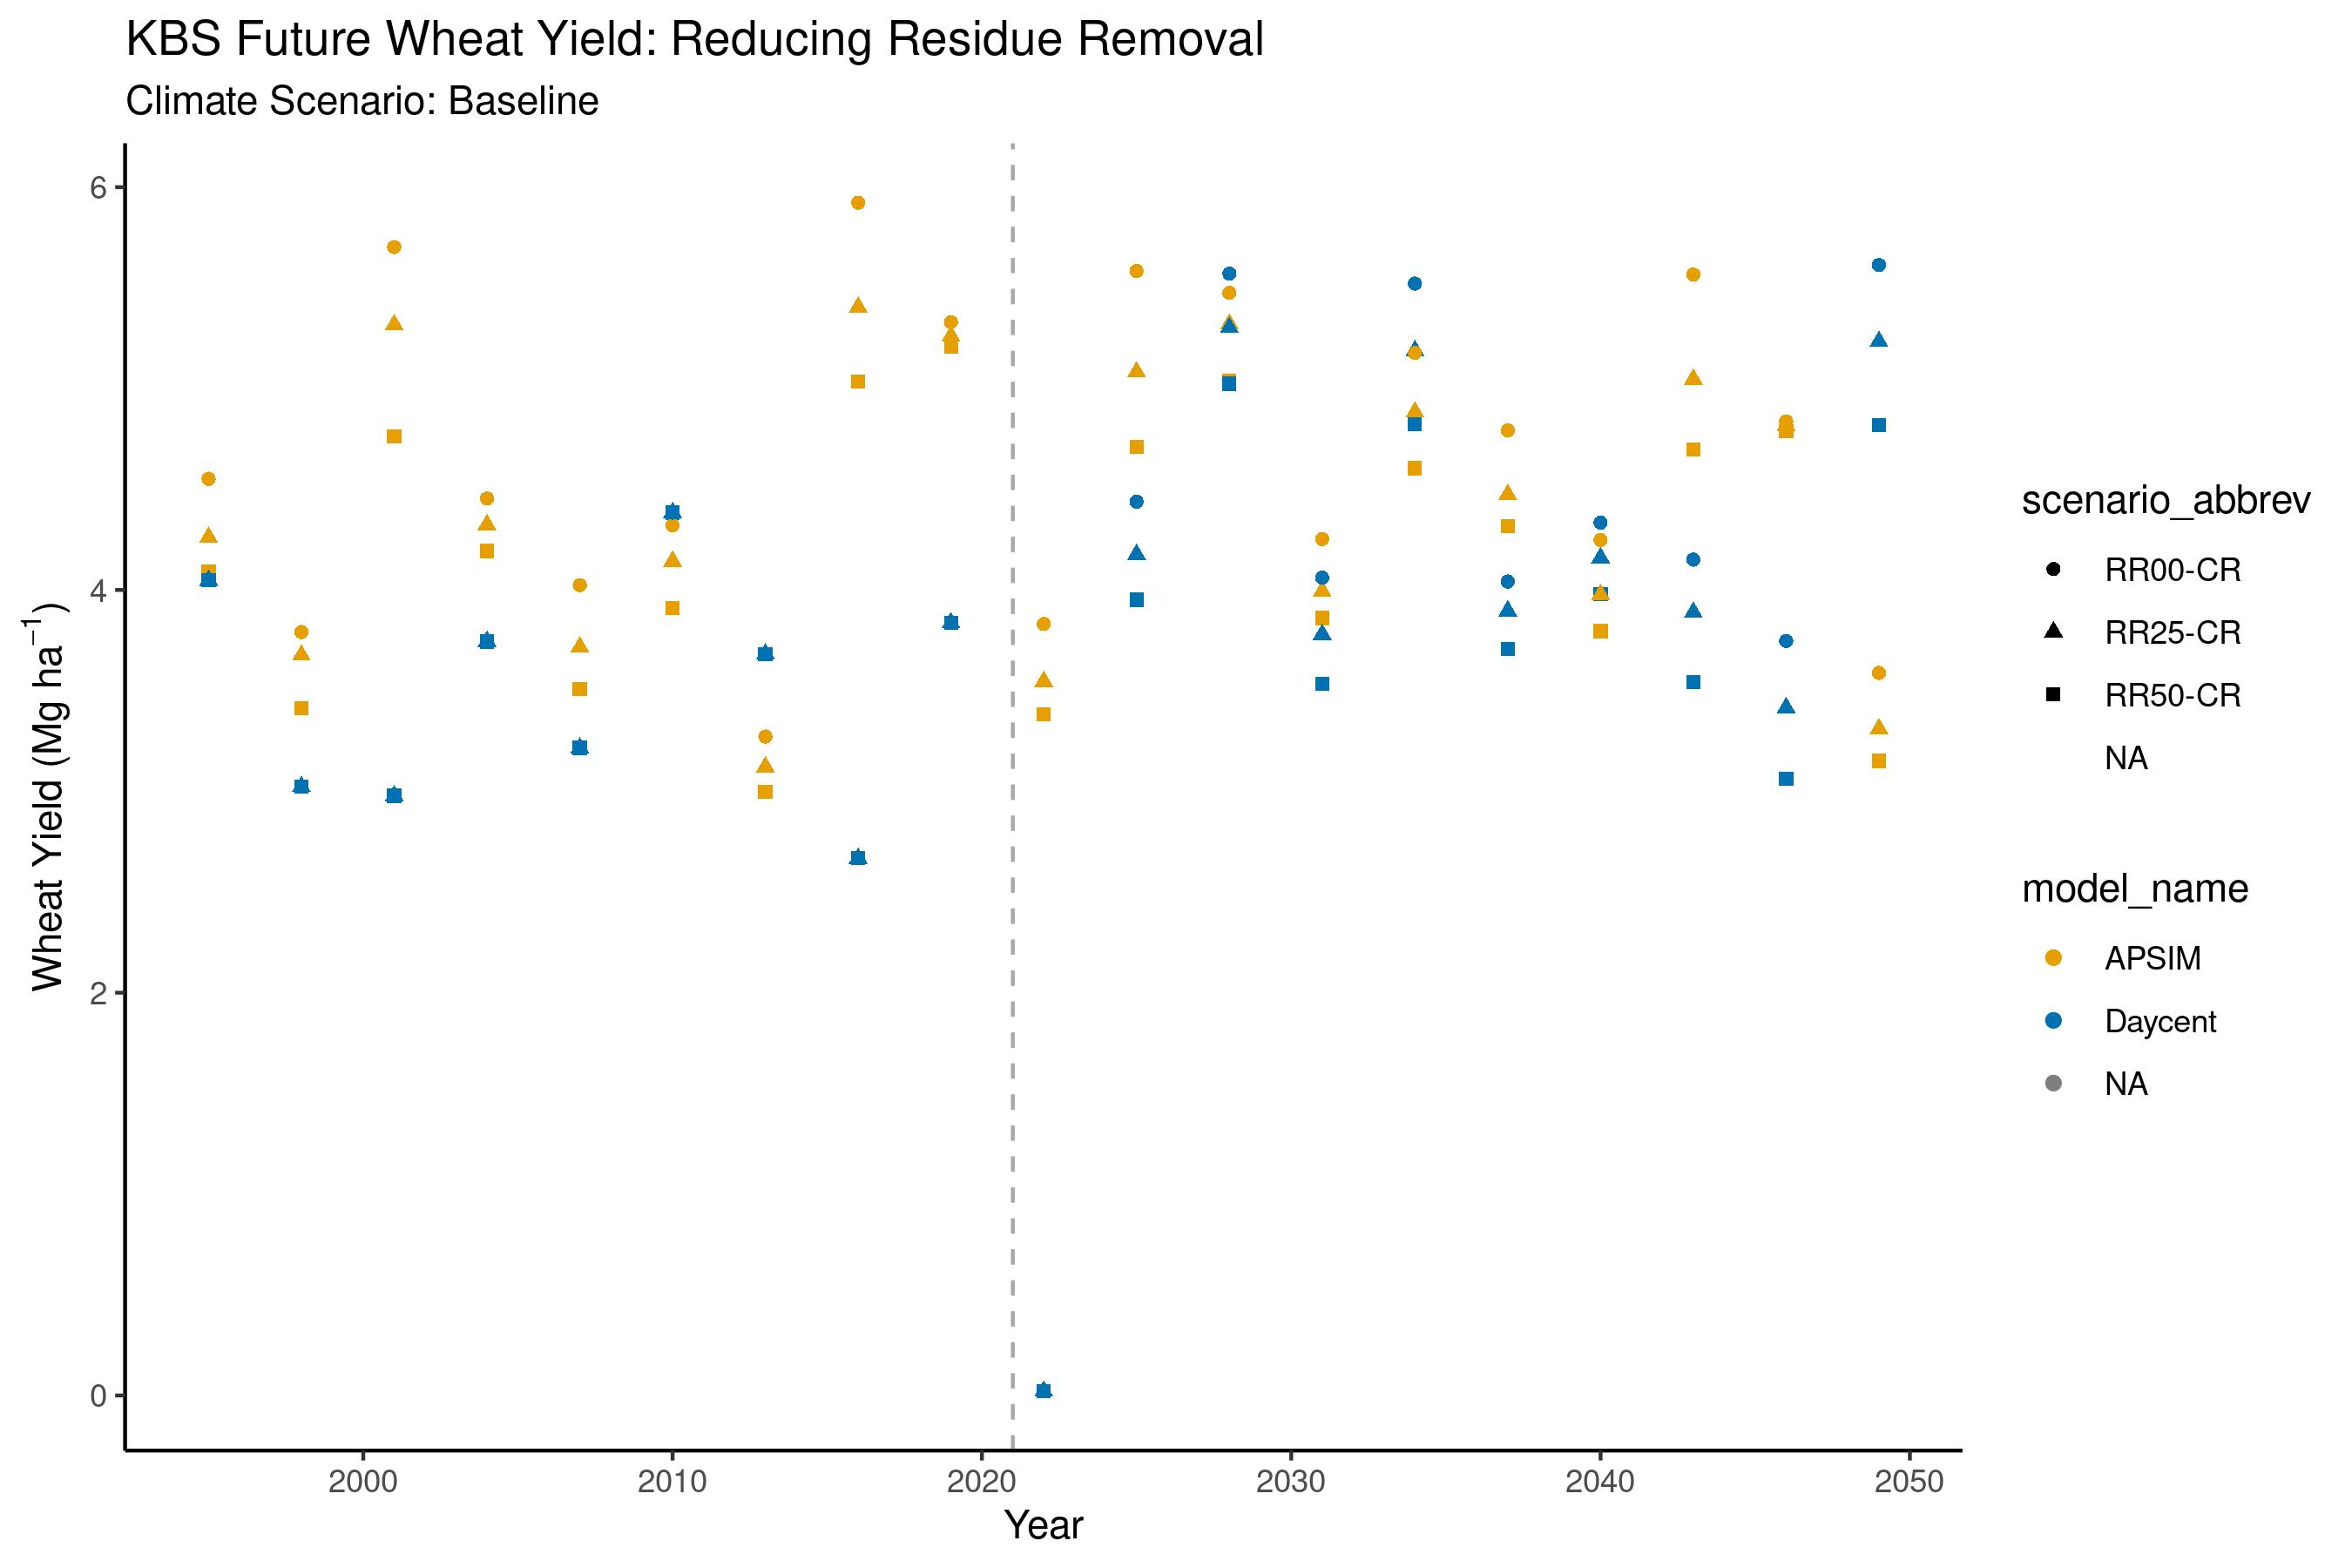 KBS Future Wheat Yield: Reducing Residue Removal
Climate Scenario: Baseline
Wheat Yield (Mg ha⁻¹)
6
4
2
0
2000 2010 2020 2030 2040 2050
Year
scenario_abbrev
RR00-CR
RR25-CR
RR50-CR
NA
model_name
APSIM
Daycent
NA